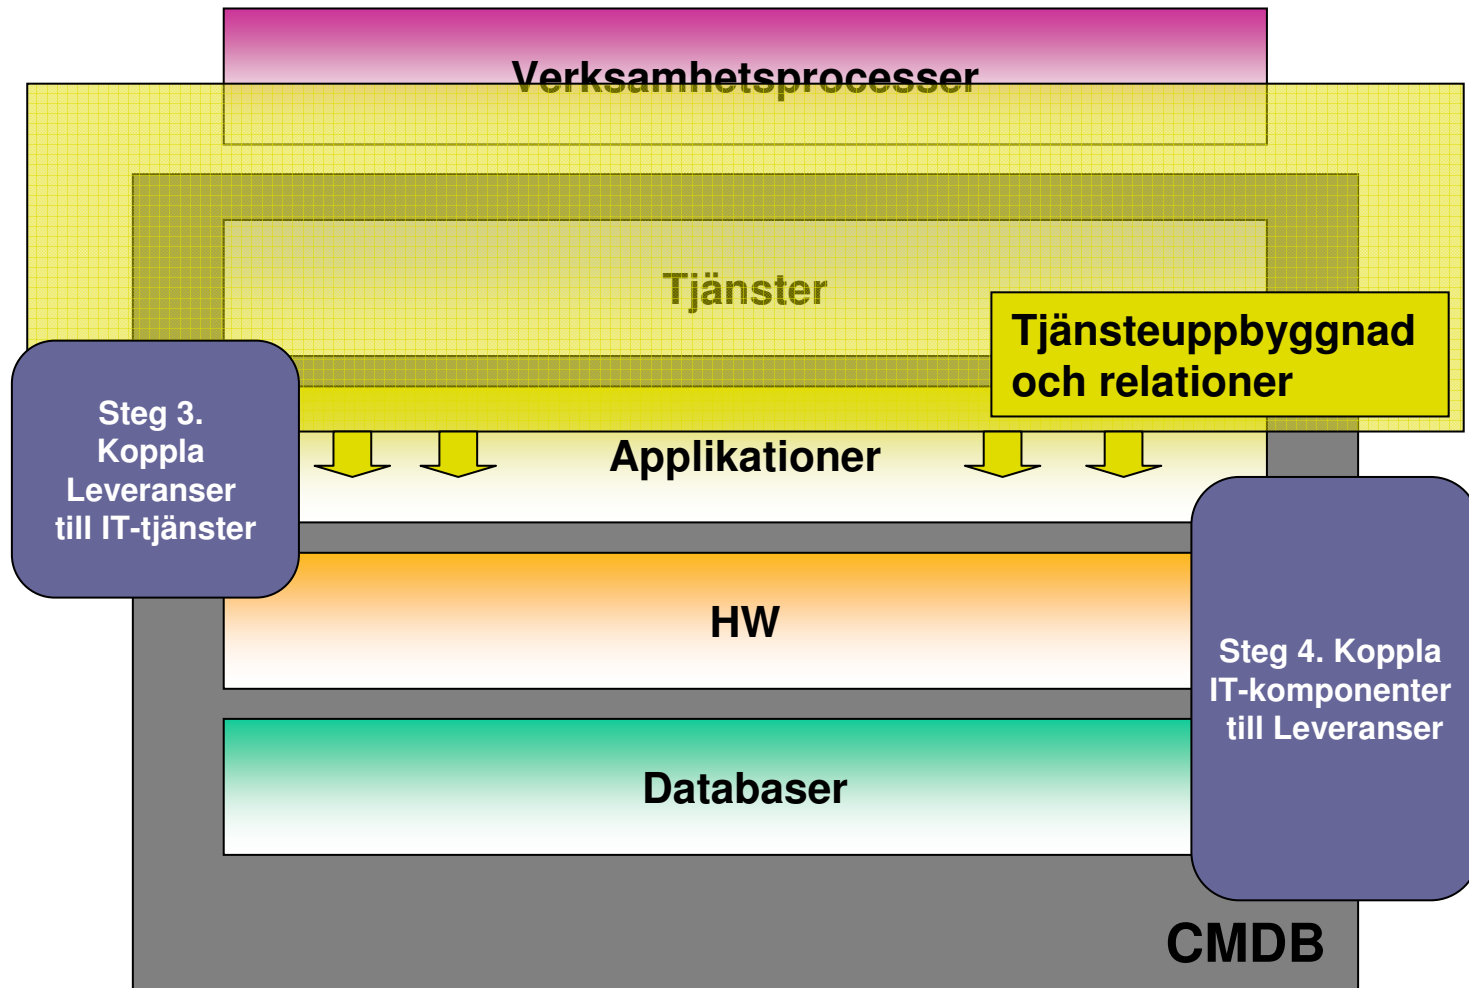 Verksamhetsprocesser
Tjänster
Tjänsteuppbyggnad
och relationer
Steg 3.
Koppla
Leveranser
till IT-tjänster
Applikationer
HW
Steg 4. Koppla
IT-komponenter
till Leveranser
Databaser
CMDB